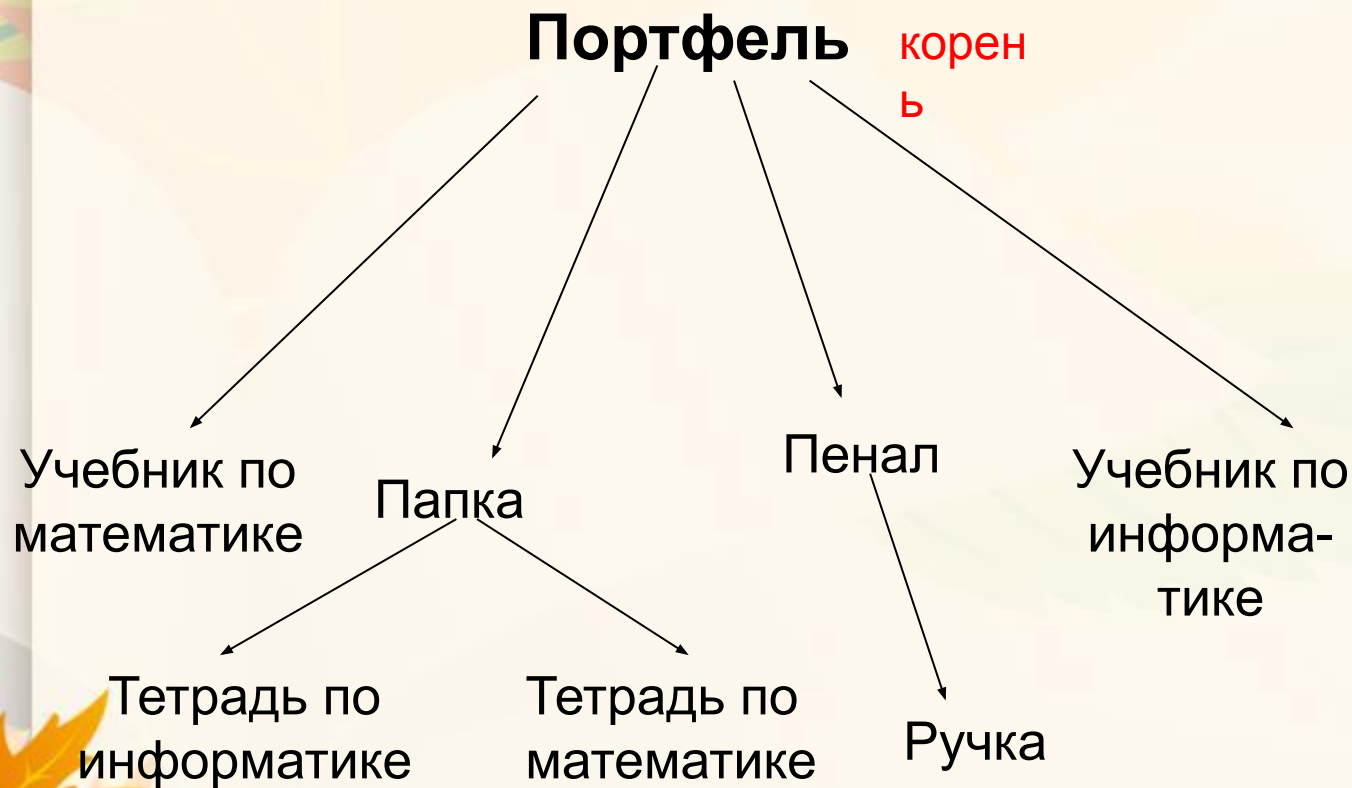 Портфель
корен
ь
Учебник по
математике
Папка
Пенал
Учебник по
информа-
тике
Тетрадь по
информатике
Тетрадь по
математике
Ручка